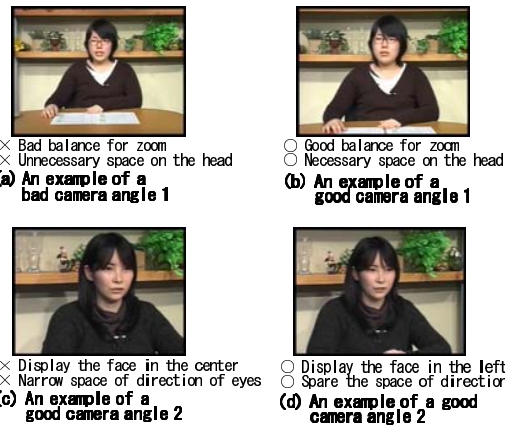 × Bad balance for zoom
× Unnecessary space on the head
(a) An example of a
bad camera angle 1
○ Good balance for zoom
○ Necessary space on the head
(b) An example of a
good camera angle 1
× Display the face in the center
× Narrow space of direction of eyes
(c) An example of a
good camera angle 2
○ Display the face in the left
○ Spare the space of direction
(d) An example of a good
camera angle 2